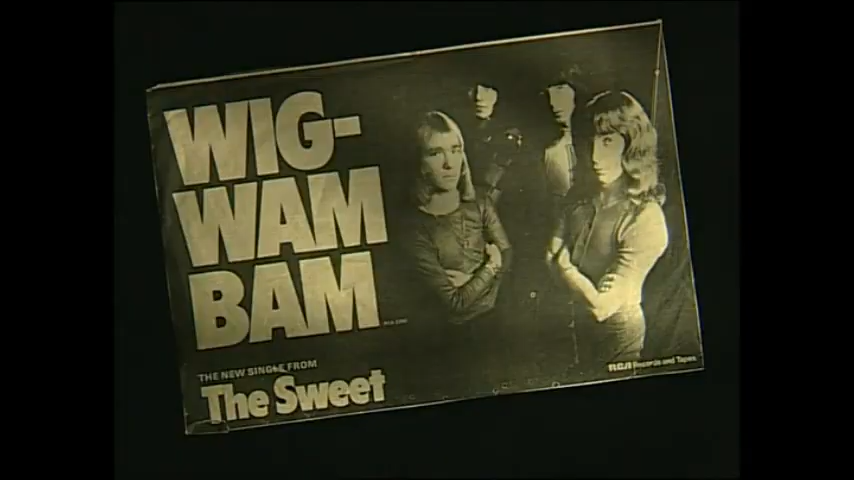 WIG-
WAM
BAM
THE NEW SINGLE FROM
The Sweet
RCA Records and Tapes